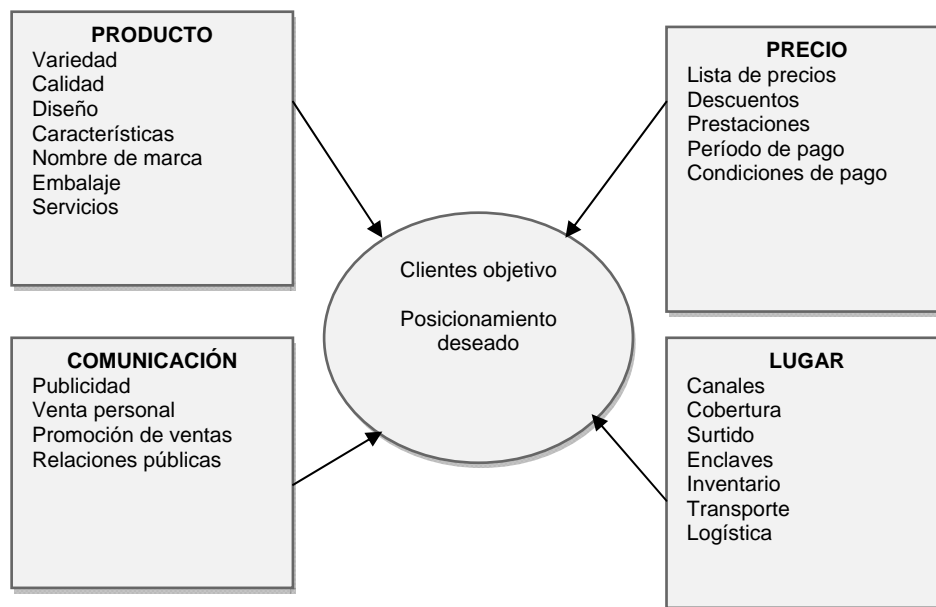 PRODUCTO
Variedad
Calidad
Diseño
Características
Nombre de marca
Embalaje
Servicios
PRECIO
Lista de precios
Descuentos
Prestaciones
Período de pago
Condiciones de pago
Clientes objetivo
Posicionamiento
deseado
COMUNICACIÓN
Publicidad
Venta personal
Promoción de ventas
Relaciones públicas
LUGAR
Canales
Cobertura
Surtido
Enclaves
Inventario
Transporte
Logística